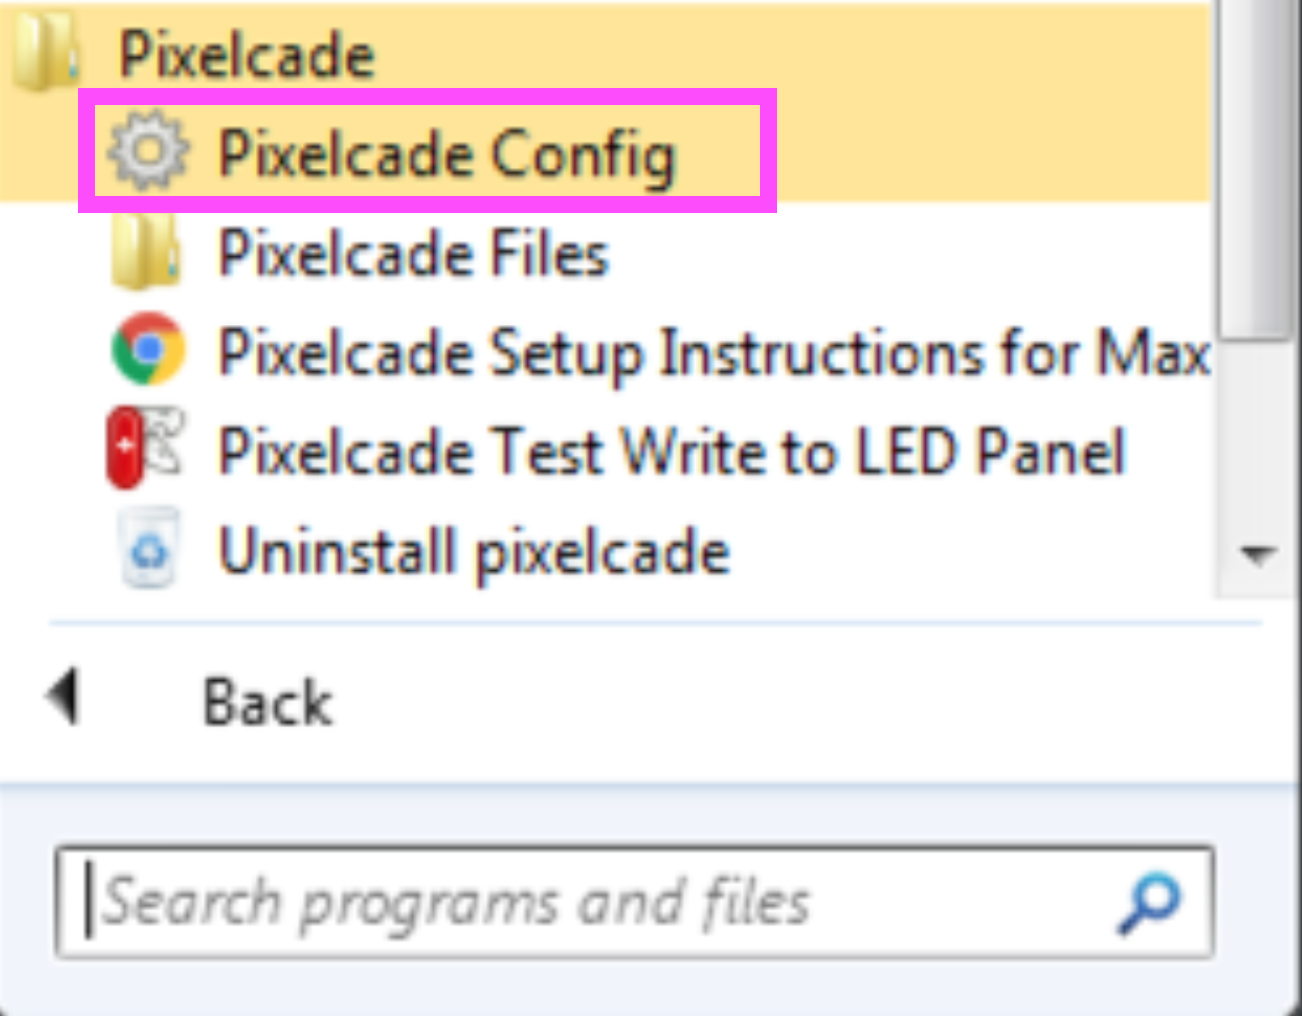 Pixelcade
Pixelcade Config
Pixelcade Files
Pixelcade Setup Instructions for Max
Pixelcade Test Write to LED Panel
Uninstall pixelcade
Back
Search programs and files